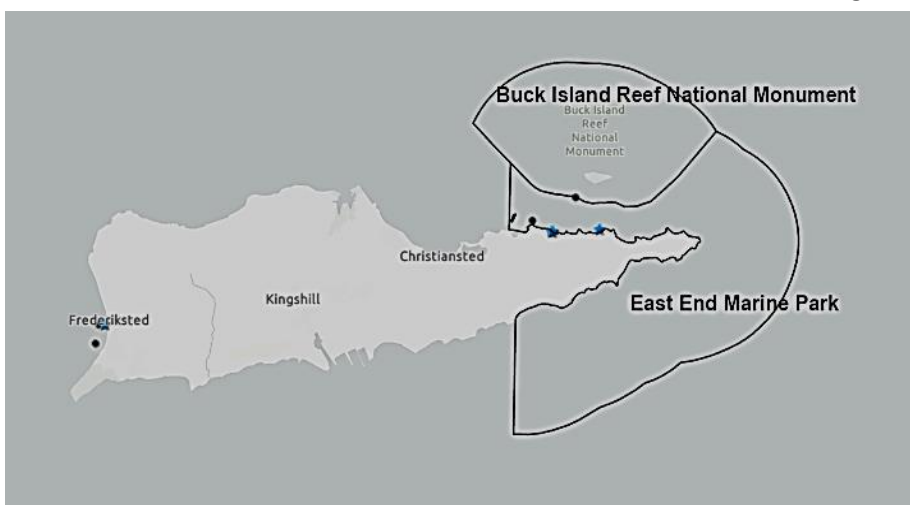 Buck Island Reef National Monument
Buck Island
Reef
National
Monument
Christiansted
Kingshill
East End Marine Park
Frederiksted